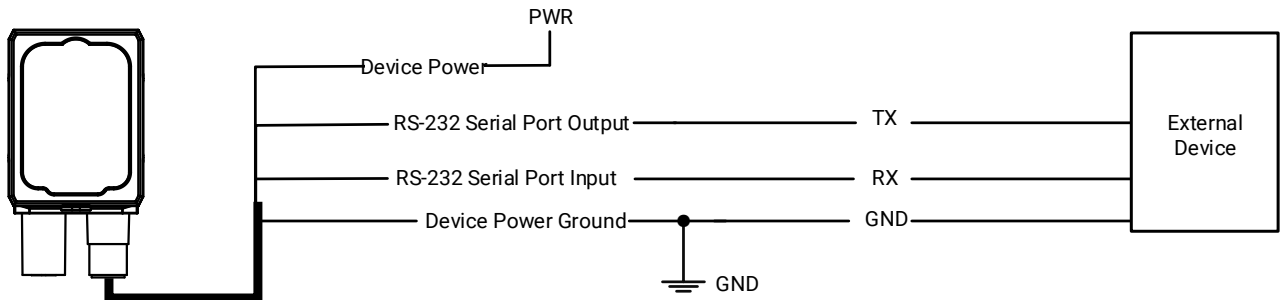 PWR
Device Power
RS-232 Serial Port Output
TX
External
Device
RS-232 Serial Port Input
RX
Device Power Ground
GND
GND